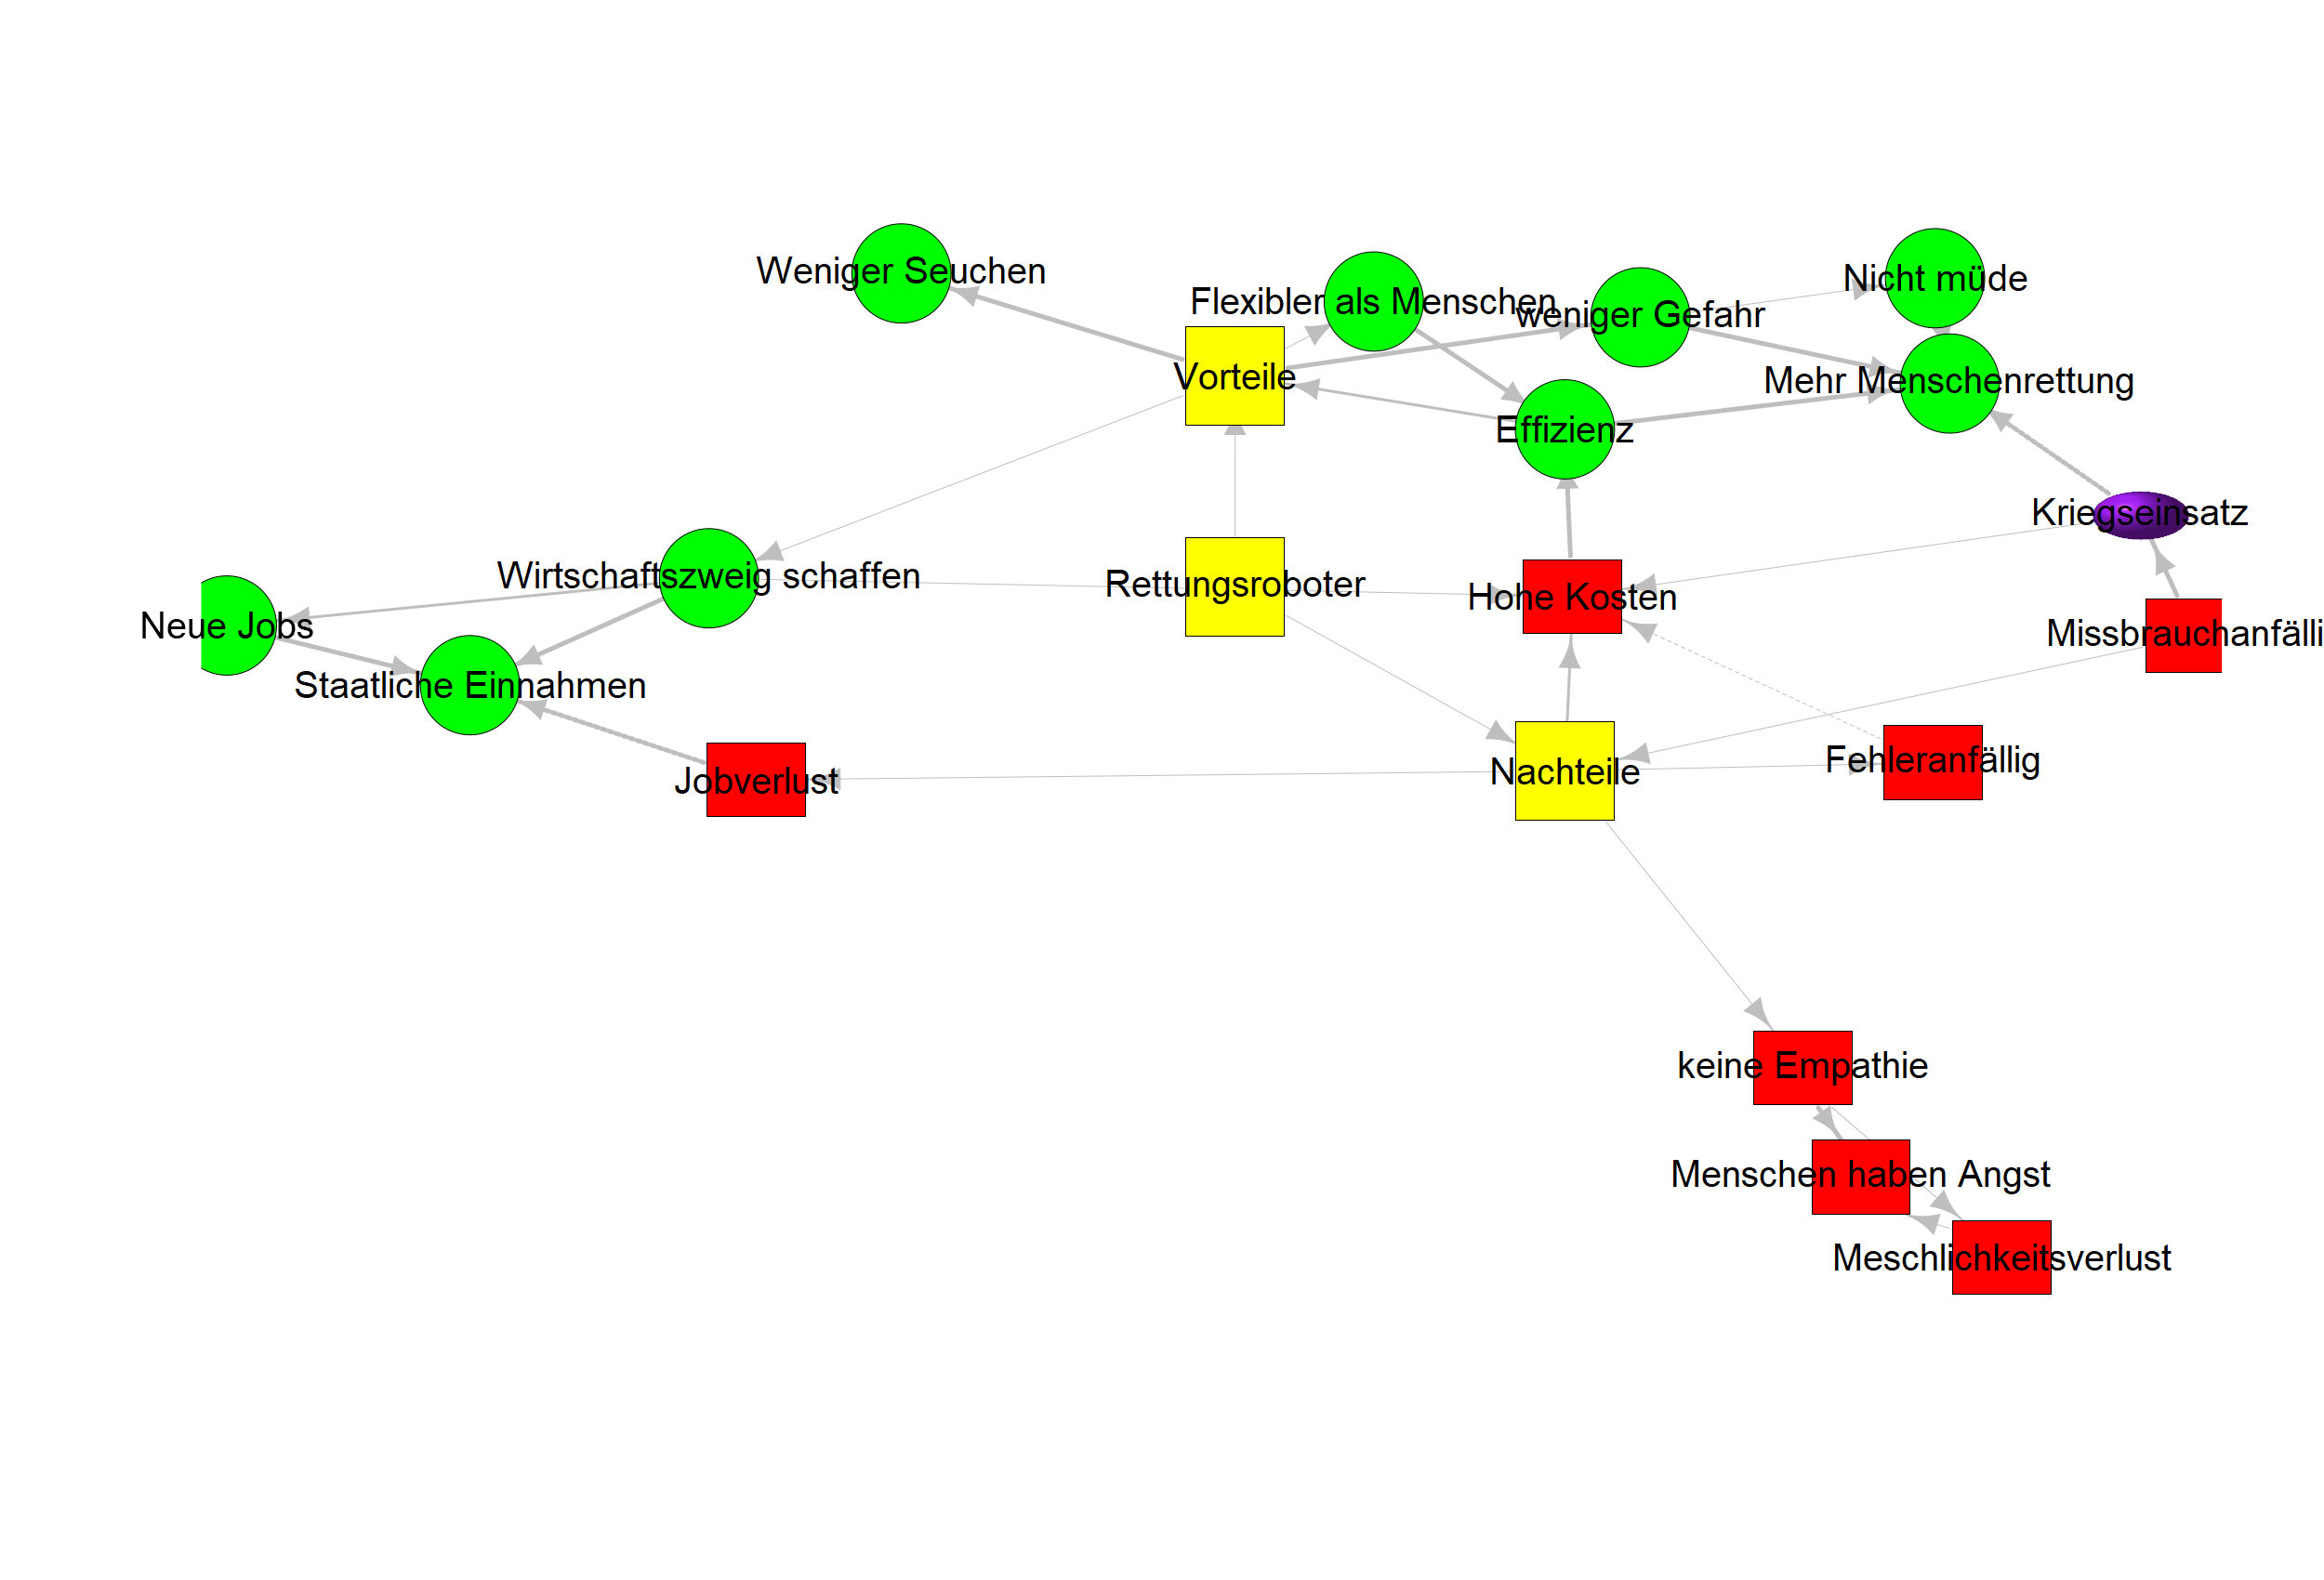 Weniger Seuchen
Nicht müde
Flexibler als Menschen
weniger Gefahr
Vorteile
Mehr Menschenrettung
Effizienz
Kriegseinsatz
Wirtschaftszweig schaffen
Rettungsroboter
Hohe Kosten
Neue Jobs
Missbrauchanfälli
Staatliche Einnahmen
Jobverlust
Nachteile
Fehleranfällig
keine Empathie
Menschen haben Angst
Meschlichkeitsverlust